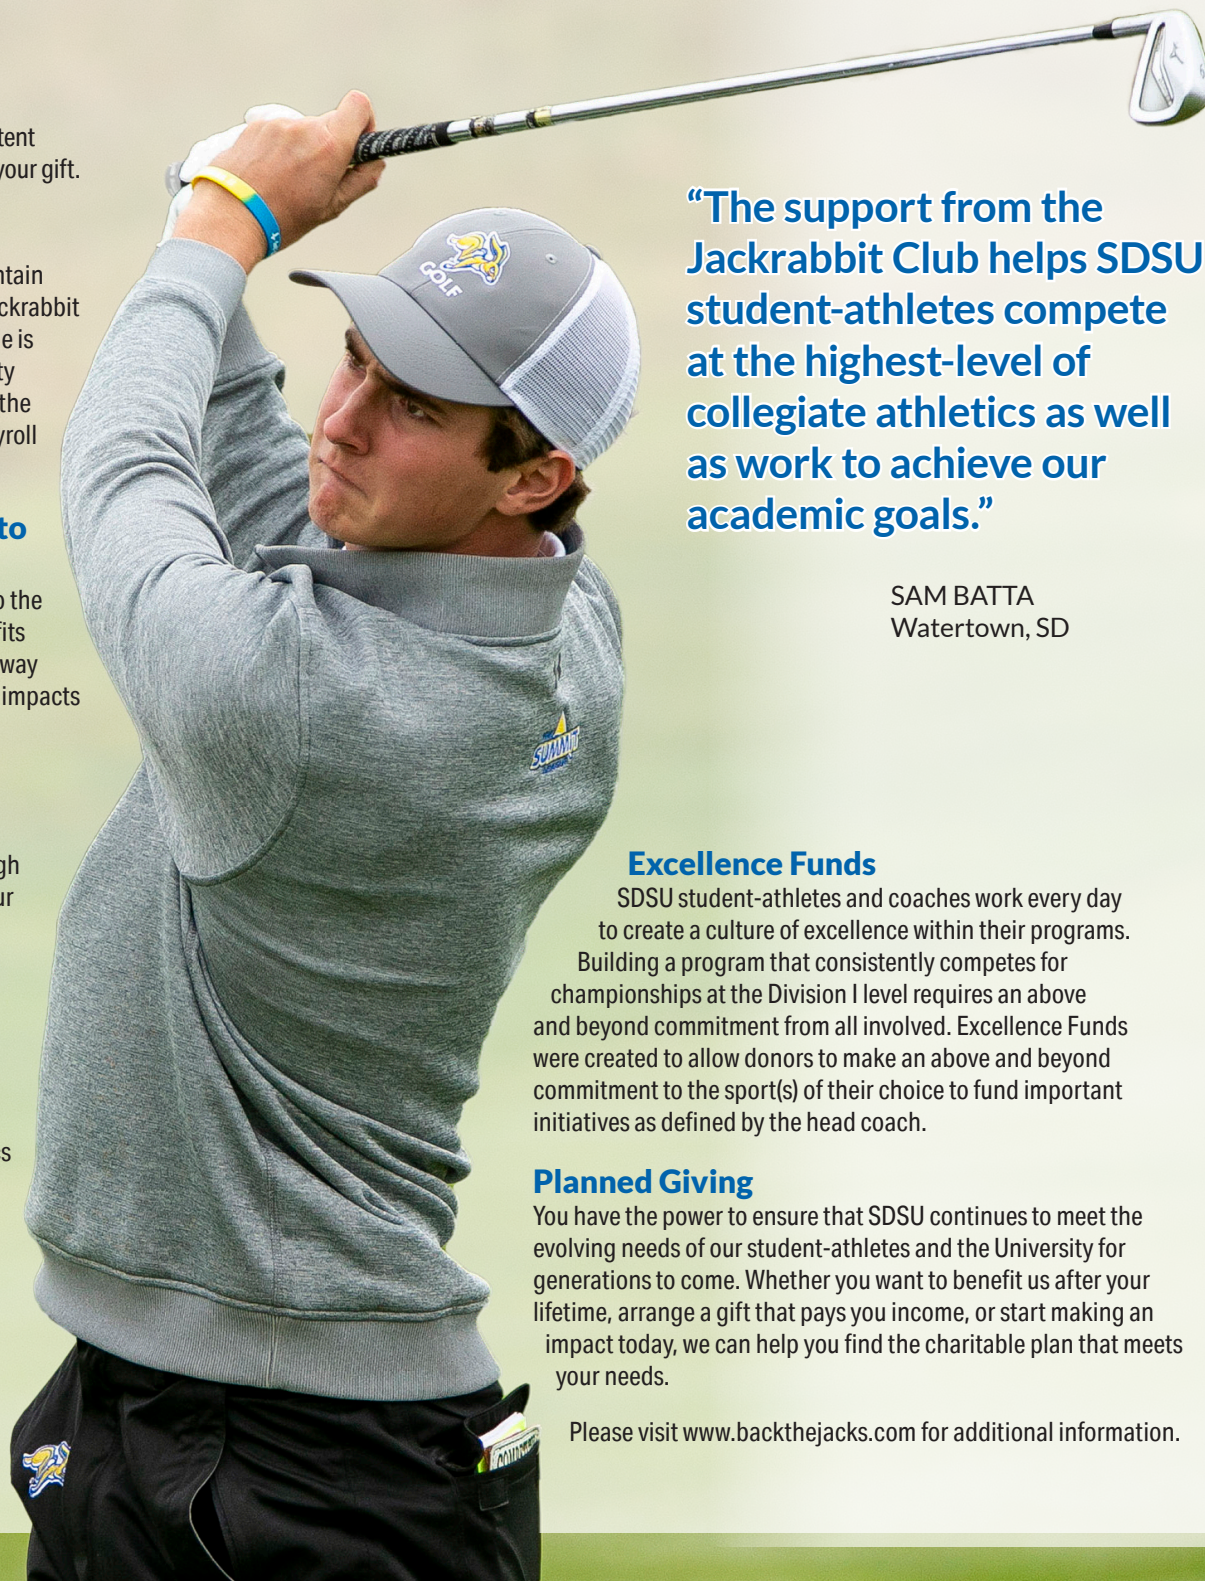 tent
your gift.
ntain
ckrabbit
e is
ty
the
yroll
to
o the
fits
way
impacts
gh
ur
s
GOLF
SUMMIT
“The support from the
Jackrabbit Club helps SDSU
student-athletes compete
at the highest-level of
collegiate athletics as well
as work to achieve our
academic goals.”
SAM BATTA
Watertown, SD
Excellence Funds
SDSU student-athletes and coaches work every day
to create a culture of excellence within their programs.
Building a program that consistently competes for
championships at the Division I level requires an above
and beyond commitment from all involved. Excellence Funds
were created to allow donors to make an above and beyond
commitment to the sport(s) of their choice to fund important
initiatives as defined by the head coach.
Planned Giving
You have the power to ensure that SDSU continues to meet the
evolving needs of our student-athletes and the University for
generations to come. Whether you want to benefit us after your
lifetime, arrange a gift that pays you income, or start making an
impact today, we can help you find the charitable plan that meets
your needs.
Please visit www.backthejacks.com for additional information.